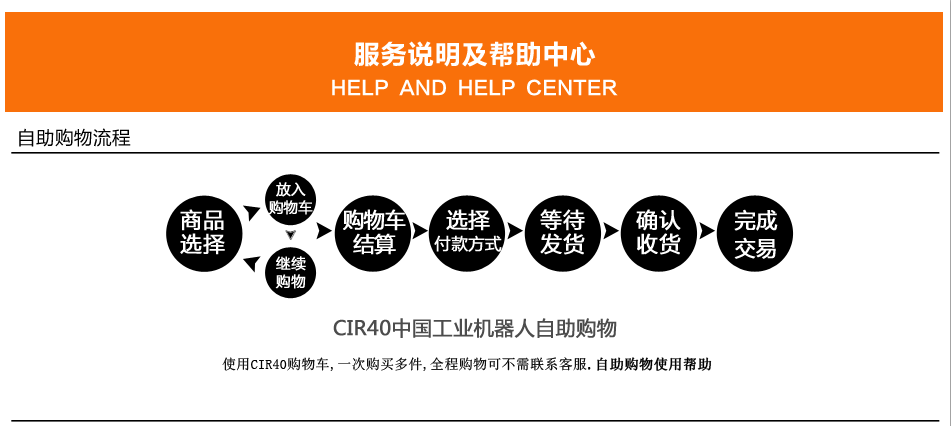 服务说明及帮助中心
HELP AND HELP CENTER
自助购物流程
商品
选择
放入
购物车
继续
购物
购物车
结算
选择
付款方式
等待
发货
确认
收货
完成
交易
CIR40中国工业机器人自助购物
使用CIR40购物车,一次购买多件,全程购物可不需联系客服.自助购物使用帮助